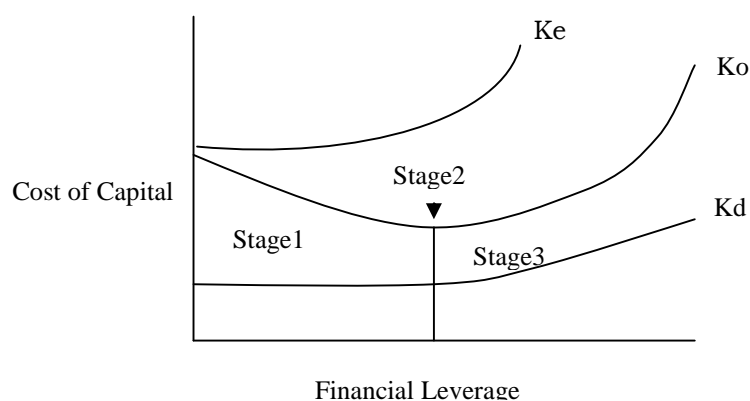 Ke
Ko
Stage2
Cost of Capital
Kd
Stage1
Stage3
Financial Leverage